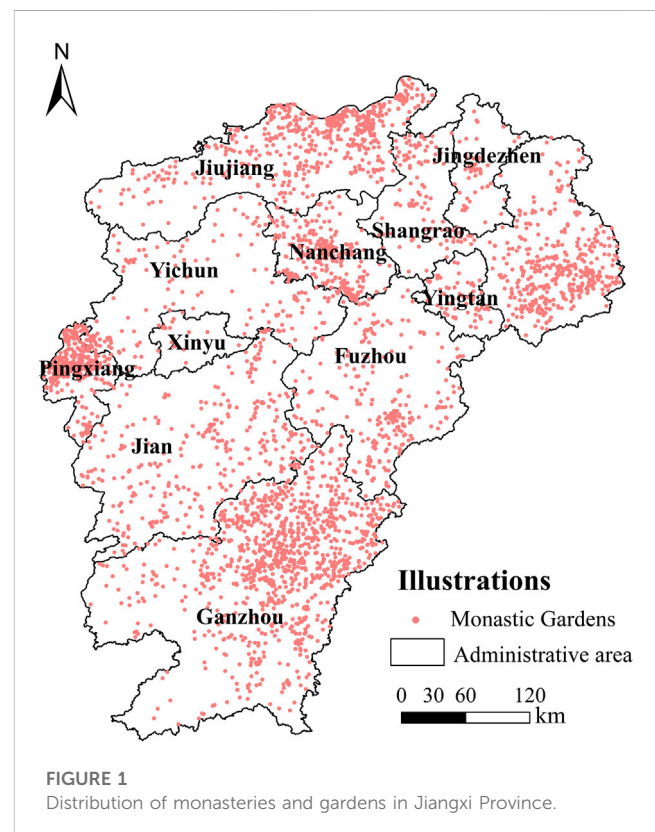 N
Jiujiang
Jingdezhen
Shangrao
Nanchang
Yichun
Yingtan
Xinyu
Fuzhou
Pingxiang
Jian
Ganzhou
Illustrations
Monastic Gardens
Administrative area
0 30 60 120
km
FIGURE 1
Distribution of monasteries and gardens in Jiangxi Province.